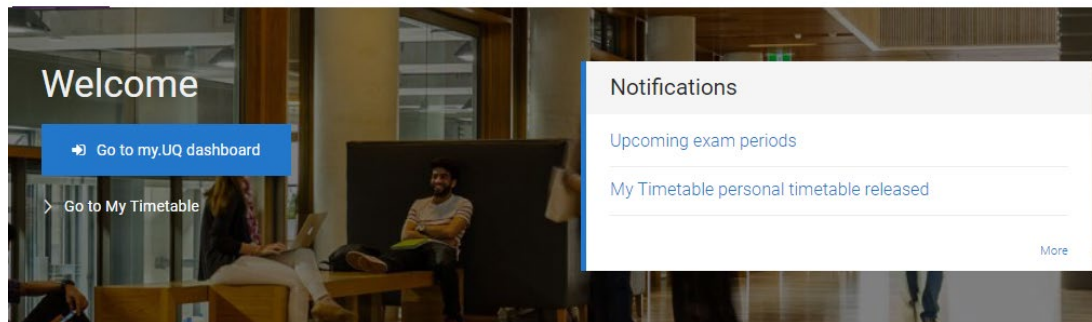 Welcome
Go to my.UQ dashboard
Go to My Timetable
Notifications
Upcoming exam periods
My Timetable personal timetable released
More